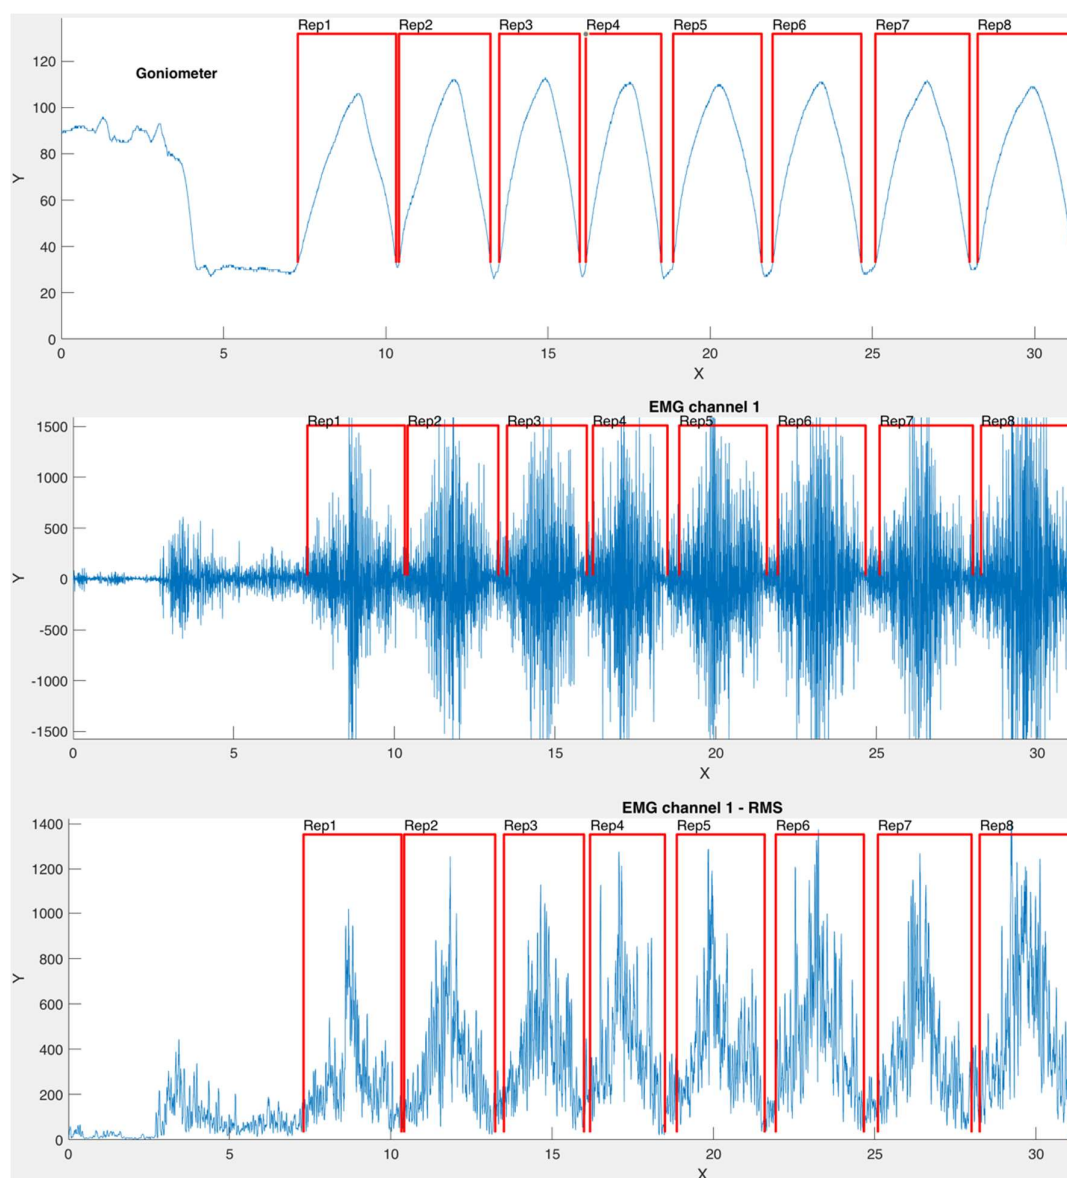 Rep1 Rep2 Rep3 Rep4 Rep5 Rep6 Rep7 Rep8
Goniometer
120
100
80
60
40
20
0
Y
0 5 10 15 20 25 30
X
EMG channel 1
Rep1 Rep2 Rep3 Rep4 Rep5 Rep6 Rep7 Rep8
1500
1000
500
0
-500
-1000
-1500
Y
0 5 10 15 20 25 30
X
EMG channel 1 - RMS
Rep1 Rep2 Rep3 Rep4 Rep5 Rep6 Rep7 Rep8
1400
1200
1000
800
600
400
200
0
Y
0 5 10 15 20 25 30
X